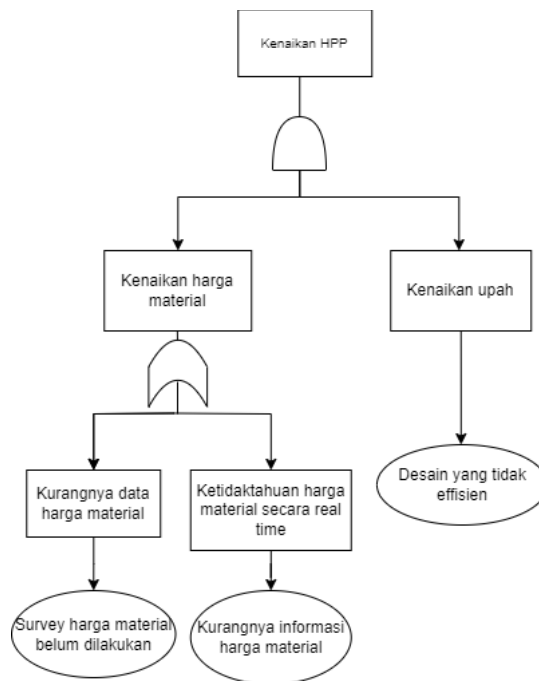 Kenaikan HPP
Kenaikan harga
material
Kenaikan upah
Kurangnya data
harga material
Ketidaktahuan harga
material secara real
time
Desain yang tidak
effisien
Survey harga material
belum dilakukan
Kurangnya informasi
harga material